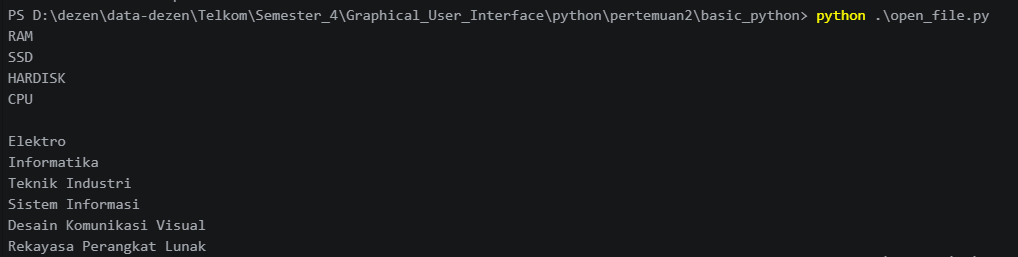 PS D:\dezen\data-dezen\Telkom\Semester_4\Graphical_User_Interface\python\pertemuan2\basic_python> python .\open_file.py
RAM
SSD
HARDISK
CPU
Elektro
Informatika
Teknik Industri
Sistem Informasi
Desain Komunikasi Visual
Rekayasa Perangkat Lunak